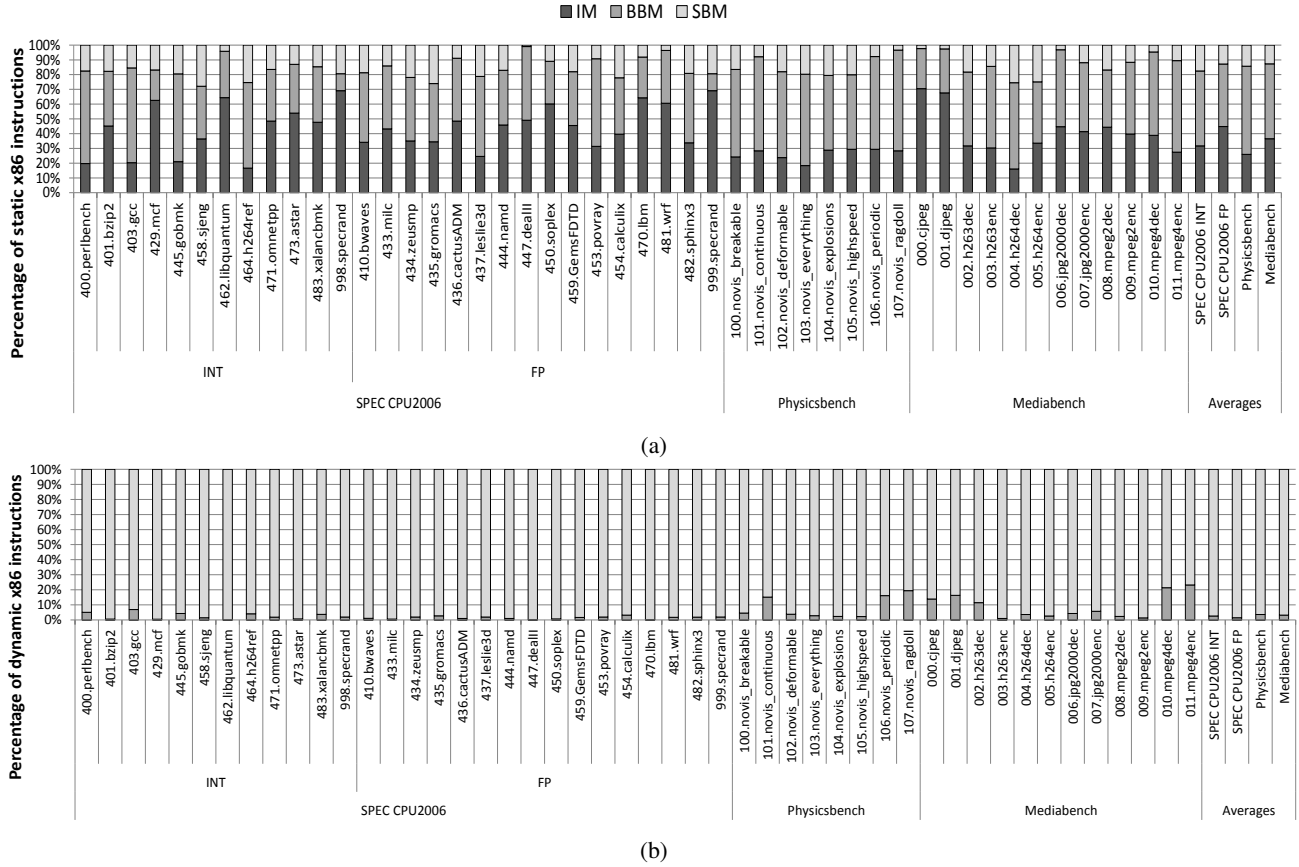 IM BBM SBM
Percentage of static x86 instructions
100%
90%
80%
70%
60%
50%
40%
30%
20%
10%
0%
400.perlbench
401.bzip2
403.gcc
429.mcf
445.gobmk
458.sjeng
462.libquantum
464.h264ref
471.omnetpp
473.astar
483.xalancbmk
998.specrand
410.bwaves
433.milc
434.zeusmp
435.gromacs
436.cactusADM
437.leslie3d
444.namd
447.dealII
450.soplex
459.GemsFDTD
453.povray
454.calculix
470.lbm
481.wrf
482.sphinx3
999.specrand
100.novis_breakable
101.novis_continuous
102.novis_deformable
103.novis_everything
104.novis_explosions
105.novis_highspeed
106.novis_periodic
107.novis_ragdoll
000.cjpeg
001.djpeg
002.h263dec
003.h263enc
004.h264dec
005.h264enc
006.jpg2000dec
007.jpg2000enc
008.mpeg2dec
009.mpeg2enc
010.mpeg4dec
011.mpeg4enc
SPEC CPU2006 INT
SPEC CPU2006 FP
Physicsbench
Mediabench
INT FP
SPEC CPU2006 Physicsbench Mediabench Averages
(a)
Percentage of dynamic x86 instructions
100%
90%
80%
70%
60%
50%
40%
30%
20%
10%
0%
400.perlbench
401.bzip2
403.gcc
429.mcf
445.gobmk
458.sjeng
462.libquantum
464.h264ref
471.omnetpp
473.astar
483.xalancbmk
998.specrand
410.bwaves
433.milc
434.zeusmp
435.gromacs
436.cactusADM
437.leslie3d
444.namd
447.dealII
450.soplex
459.GemsFDTD
453.povray
454.calculix
470.lbm
481.wrf
482.sphinx3
999.specrand
100.novis_breakable
101.novis_continuous
102.novis_deformable
103.novis_everything
104.novis_explosions
105.novis_highspeed
106.novis_periodic
107.novis_ragdoll
000.cjpeg
001.djpeg
002.h263dec
003.h263enc
004.h264dec
005.h264enc
006.jpg2000dec
007.jpg2000enc
008.mpeg2dec
009.mpeg2enc
010.mpeg4dec
011.mpeg4enc
SPEC CPU2006 INT
SPEC CPU2006 FP
Physicsbench
Mediabench
INT FP
SPEC CPU2006 Physicsbench Mediabench Averages
(b)